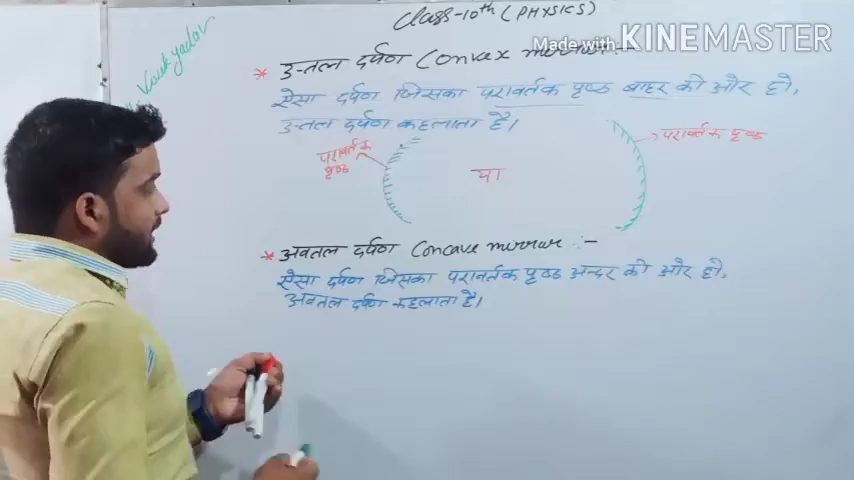 Class-10th (PHYSICS)
Made with KINEMASTER
* उत्तल दर्पण Convex mirror :-
ऐसा दर्पण जिसका परावर्तक पृष्ठ बाहर की ओर हो,
उत्तल दर्पण कहलाता है।
परावर्तक
पृष्ठ
या
परावर्तक पृष्ठ
* अवतल दर्पण Concave mirror :-
ऐसा दर्पण जिसका परावर्तक पृष्ठ अन्दर की ओर हो,
अवतल दर्पण कहलाता है।